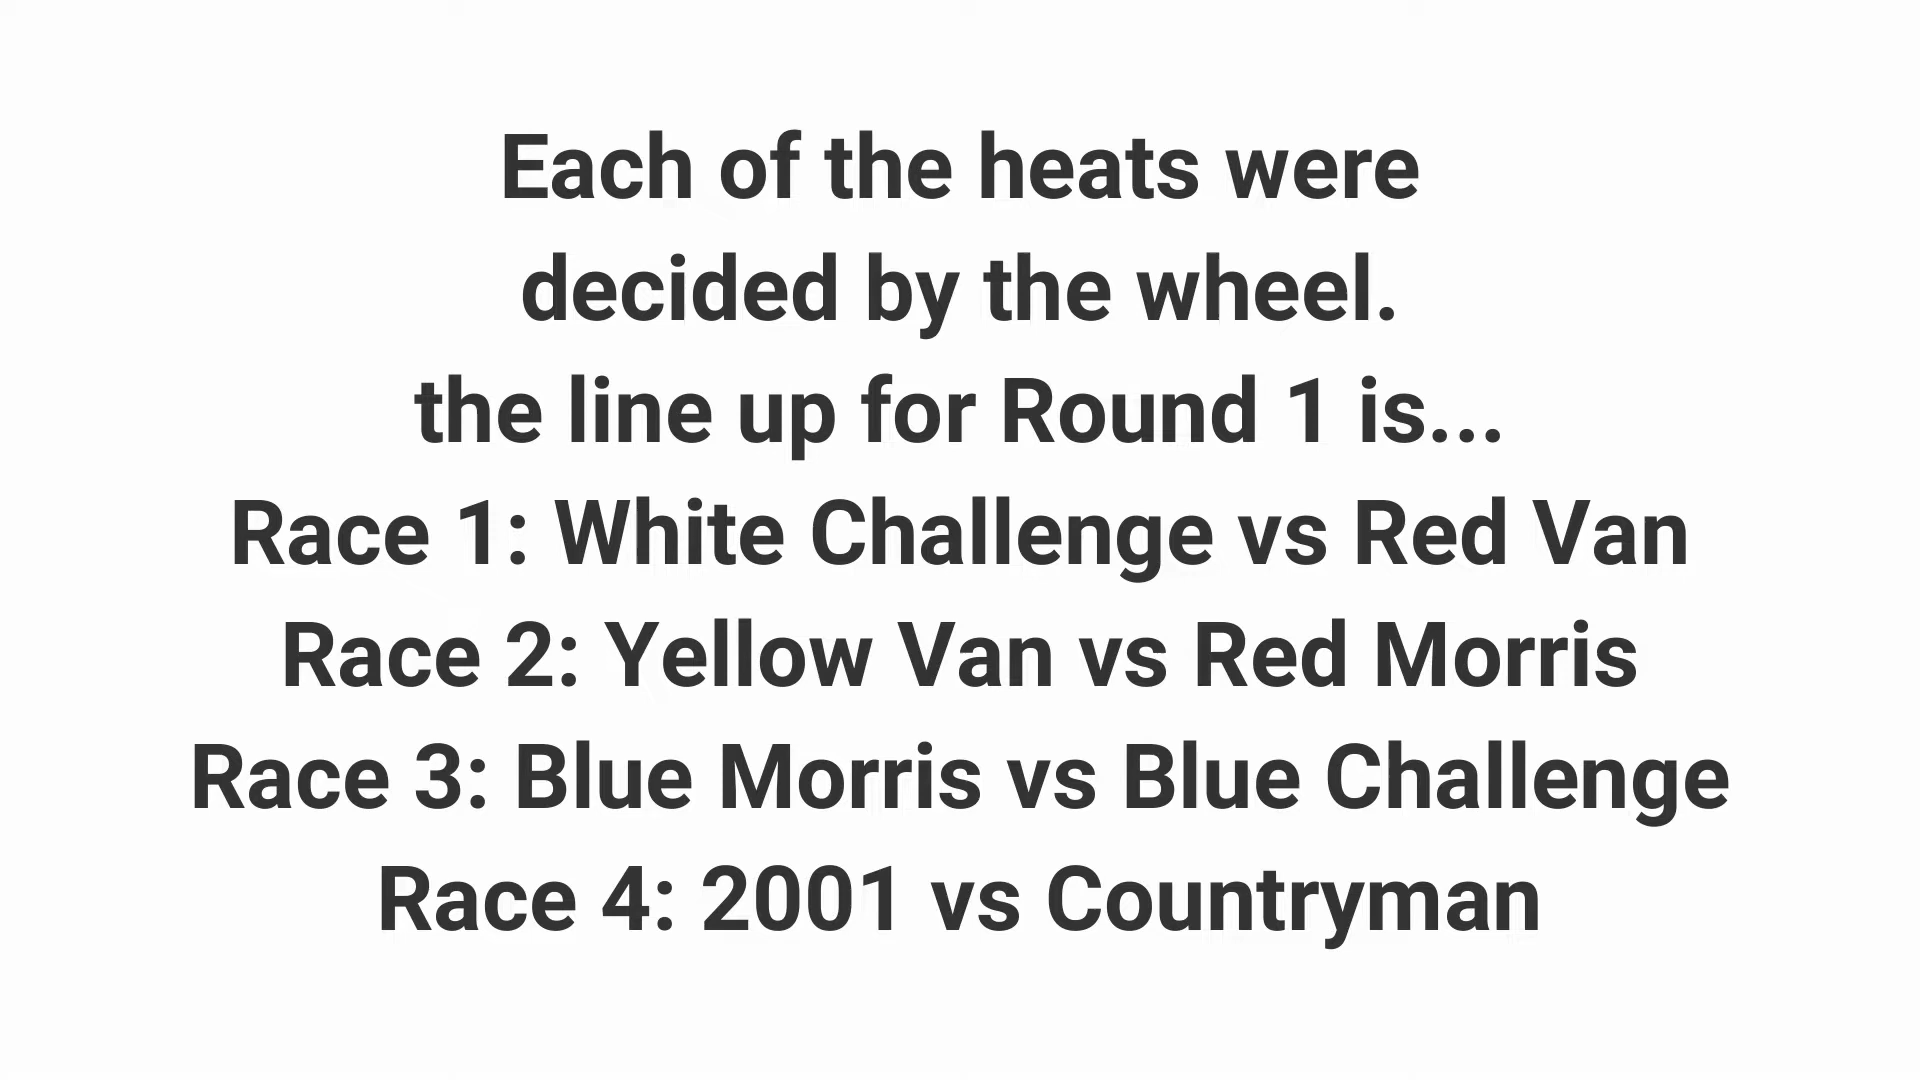 Each of the heats were
decided by the wheel.
the line up for Round 1 is...
Race 1: White Challenge vs Red Van
Race 2: Yellow Van vs Red Morris
Race 3: Blue Morris vs Blue Challenge
Race 4: 2001 vs Countryman